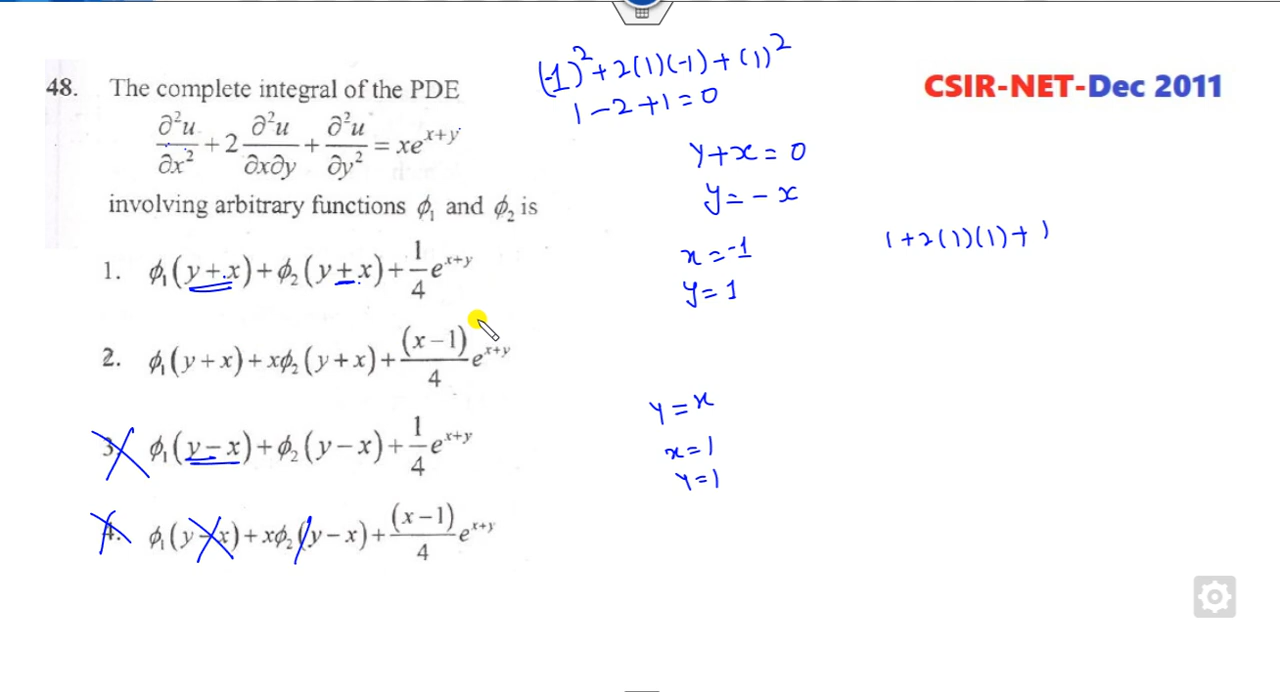 48. The complete integral of the PDE
∂²u/∂x² + 2 ∂²u/∂x∂y + ∂²u/∂y² = xe^(x+y)
involving arbitrary functions ϕ₁ and ϕ₂ is
1. ϕ₁(y+x)+ϕ₂(y+x)+1/4 e^(x+y)
2. ϕ₁(y+x)+xϕ₂(y+x)+(x−1)/4 e^(x+y)
3. ϕ₁(y−x)+ϕ₂(y−x)+1/4 e^(x+y)
4. ϕ₁(y−x)+xϕ₂(y−x)+(x−1)/4 e^(x+y)
(-1)²+2(1)(-1)+(1)²
1-2+1=0
CSIR-NET-Dec 2011
y+x=0
y=-x
x=-1
y=1
1+2(1)(1)+1
y=x
x=1
y=1